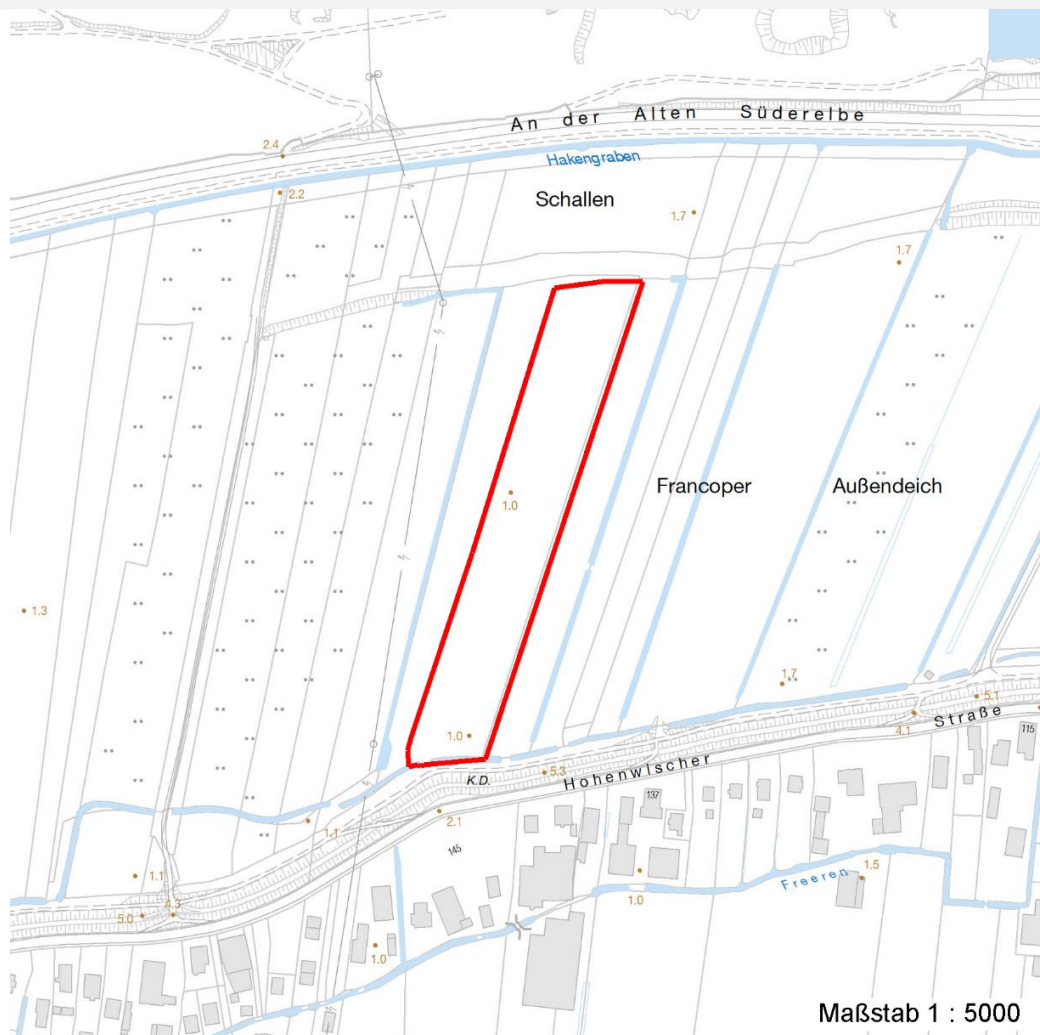 An der Alten Süderelbe
2.4
Hakengraben
2.2
Schallen
1.7
1.7
1.0
Francoper Außendeich
1.3
1.7
5.1
1.0
4.1
Straße
115
K.D.
5.3
Hohenwischer
137
2.1
1.1
145
1.5
Freeren
1.1
1.0
5.0
4.3
1.0
Maßstab 1 : 5000